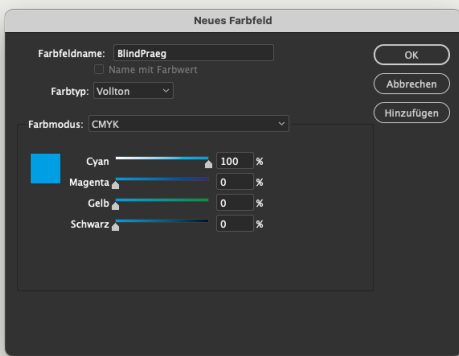 Neues Farbfeld
Farbfeldname: BlindPraeg
Name mit Farbwert
Farbtyp: Vollton
OK
Abbrechen
Hinzufügen
Farbmodus: CMYK
Cyan 100 %
Magenta 0 %
Gelb 0 %
Schwarz 0 %